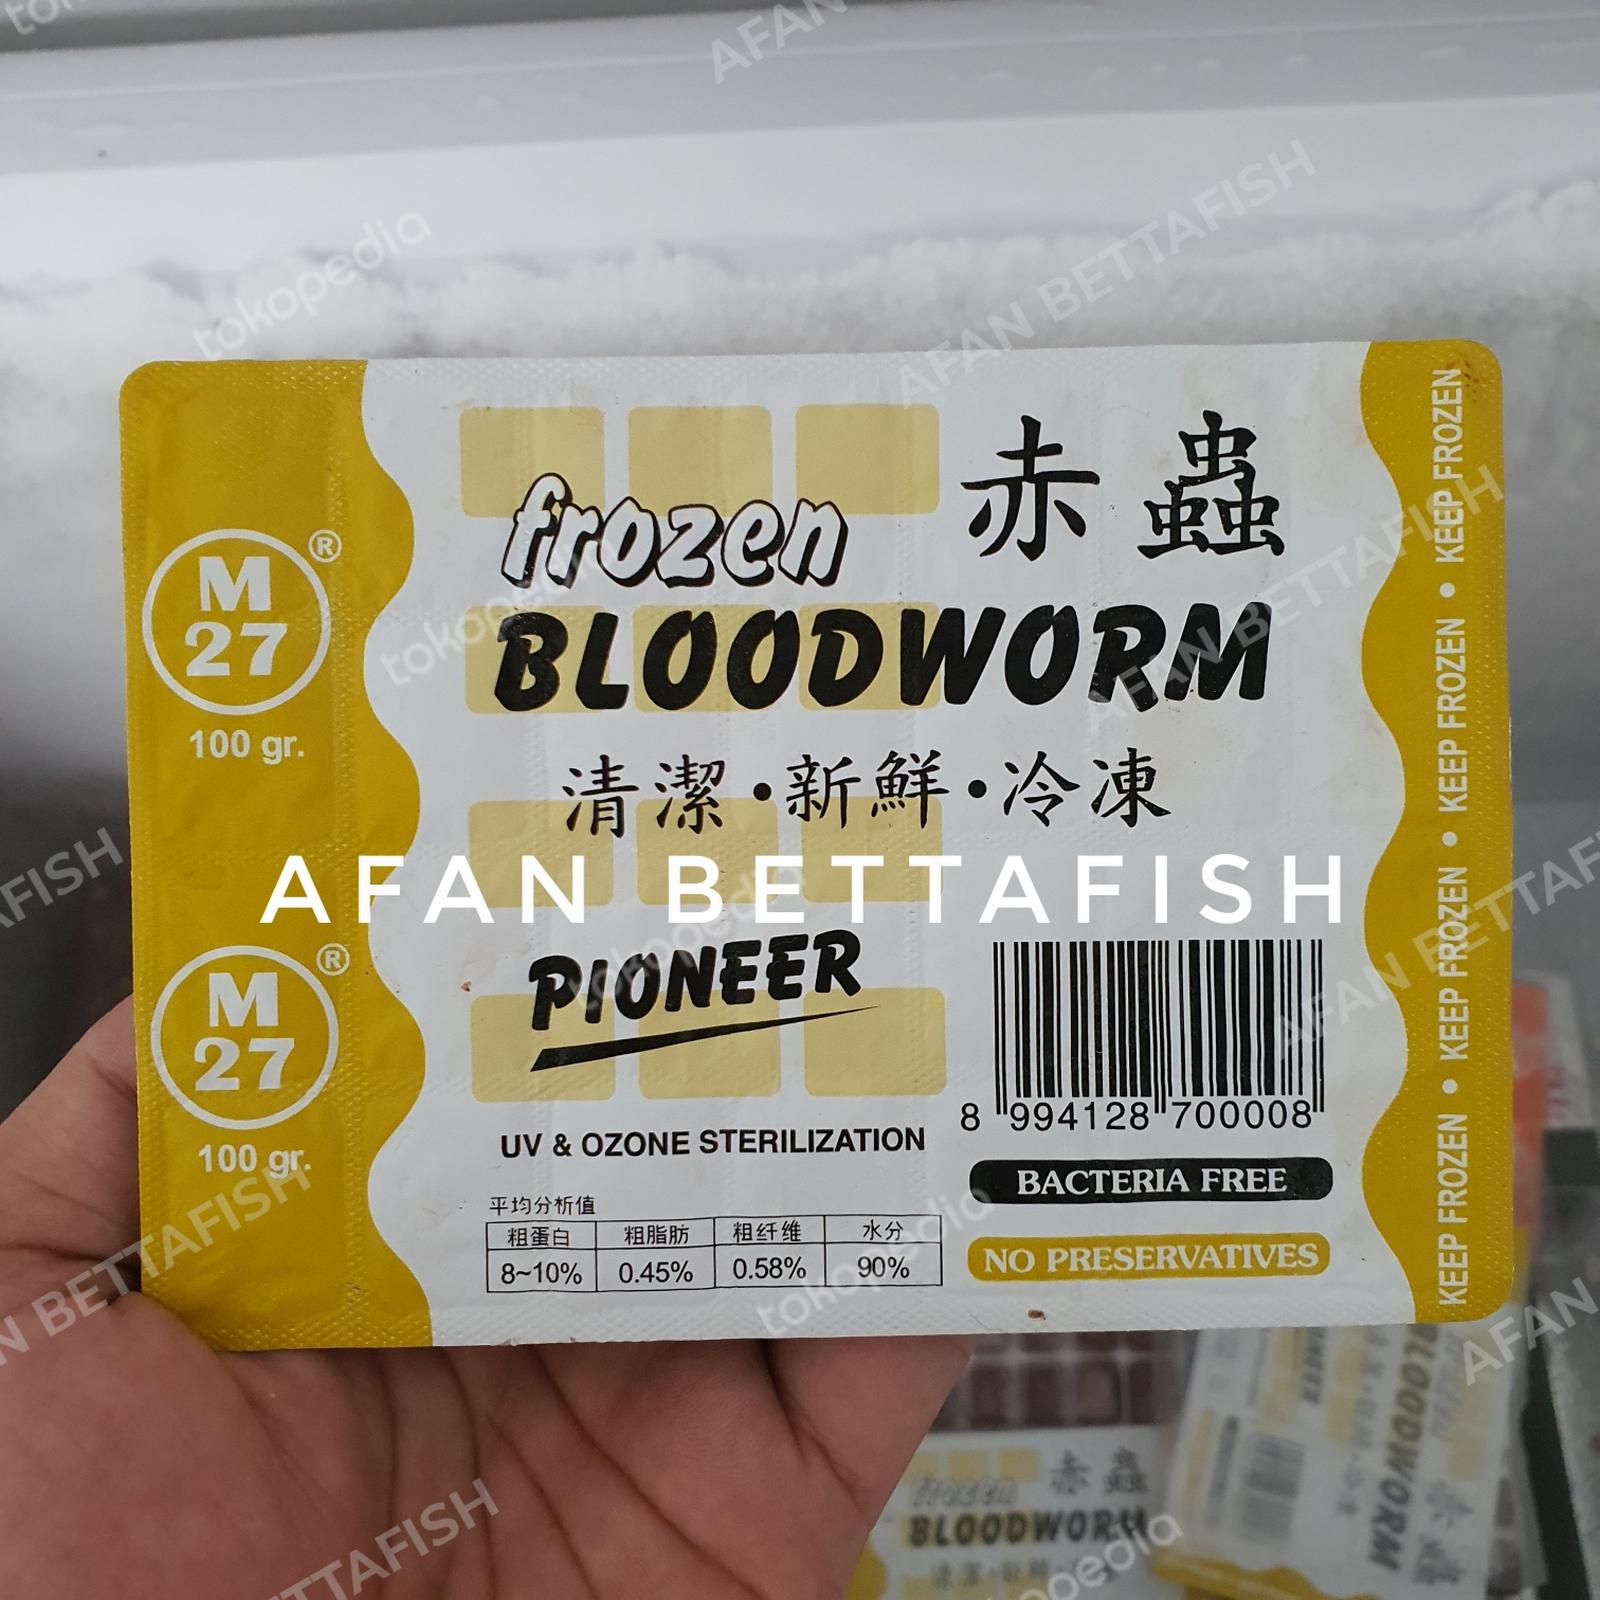 frozen 赤 蟲
BLOODWORM
清潔・新鮮・冷凍
M
27
®
100 gr.
AFAN BETTAFISH
PIONEER
M
27
®
100 gr.
UV & OZONE STERILIZATION
8 994128 700008
BACTERIA FREE
NO PRESERVATIVES
平均分析值
粗蛋白 粗脂肪 粗纤维 水分
8~10% 0.45% 0.58% 90%
KEEP FROZEN • KEEP FROZEN • KEEP FROZEN • KEEP FROZEN
frozen 赤 蟲
BLOODWORM
BLOODWORM
tokopedia
AFAN BETTAFISH